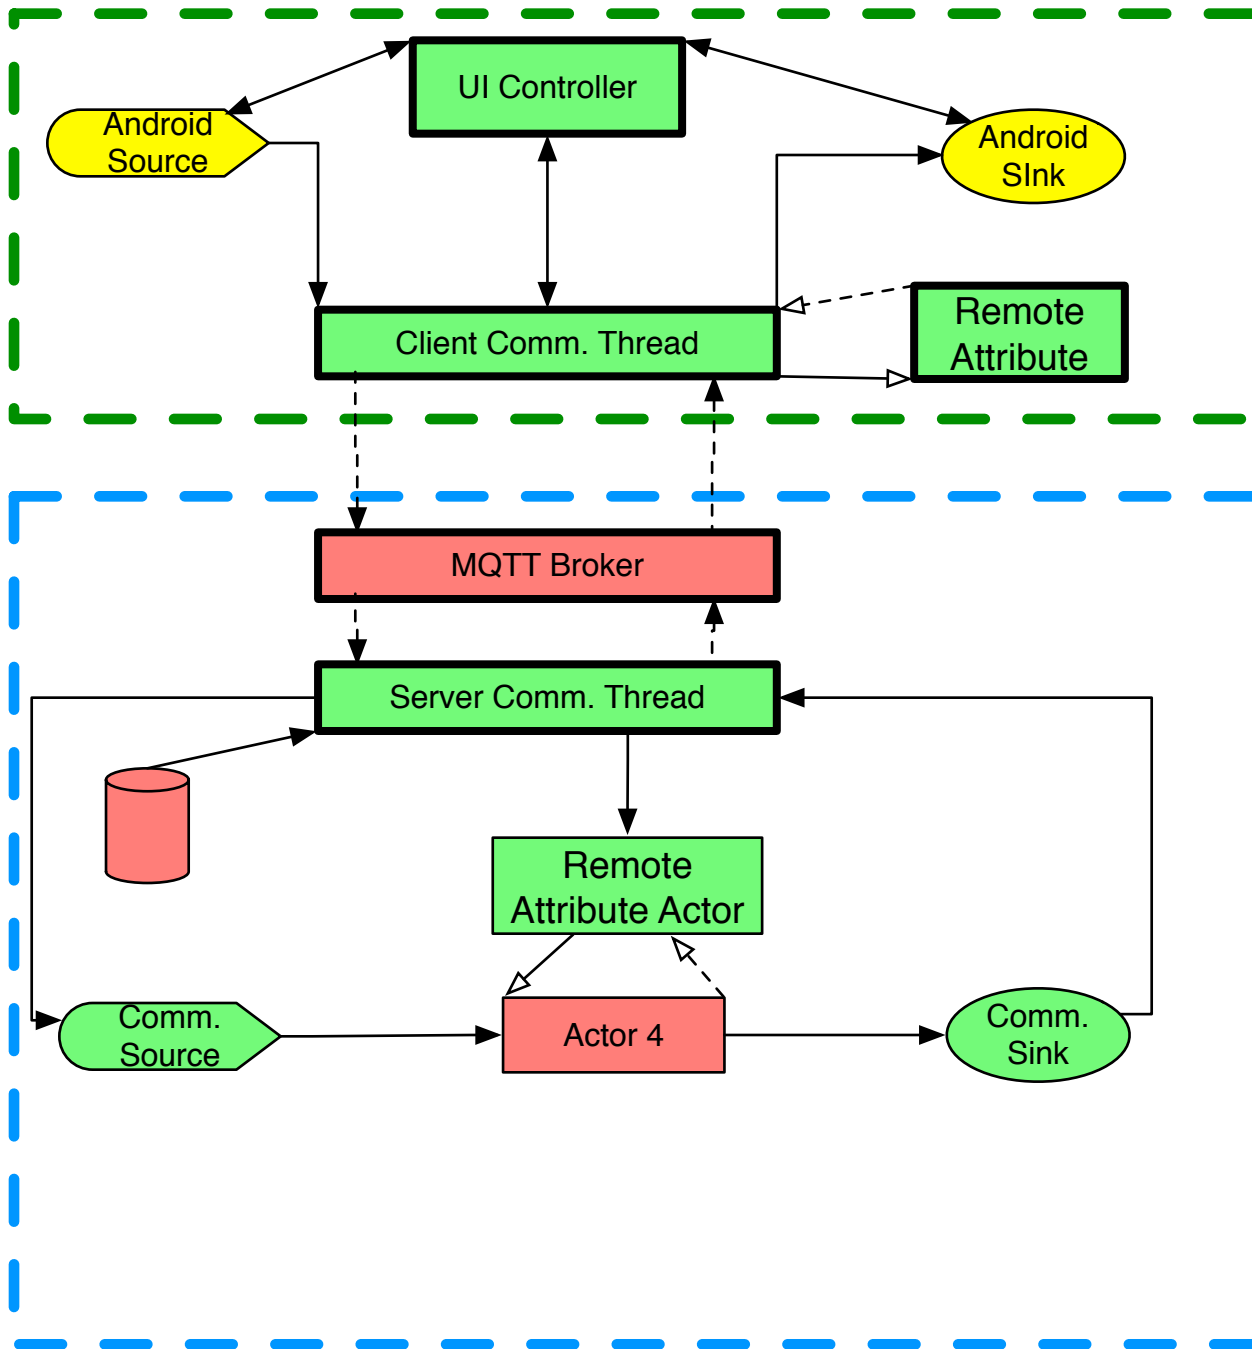 UI Controller
Android
Source
Android
SInk
Client Comm. Thread
Remote
Attribute
MQTT Broker
Server Comm. Thread
Remote
Attribute Actor
Comm.
Source
Actor 4
Comm.
Sink